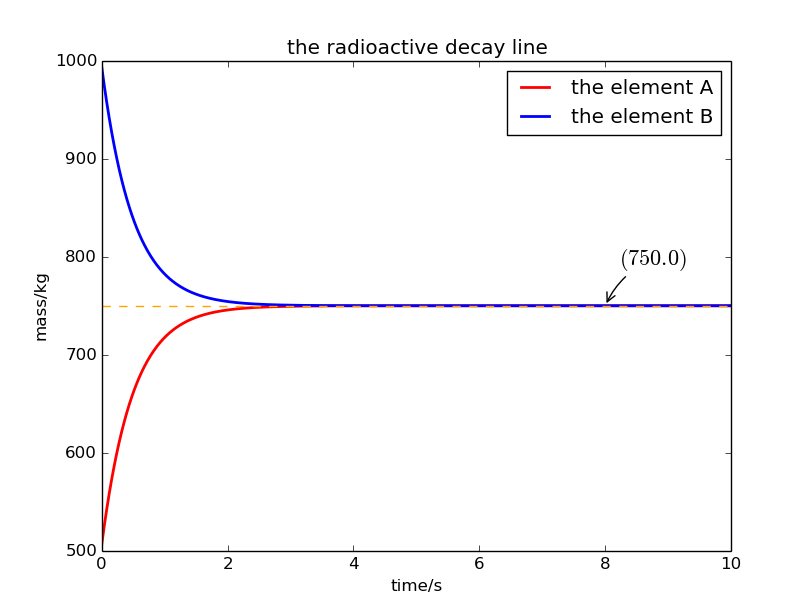 the radioactive decay line
1000
900
800
700
600
500
mass/kg
the element A
the element B
(750.0)
0 2 4 6 8 10
time/s